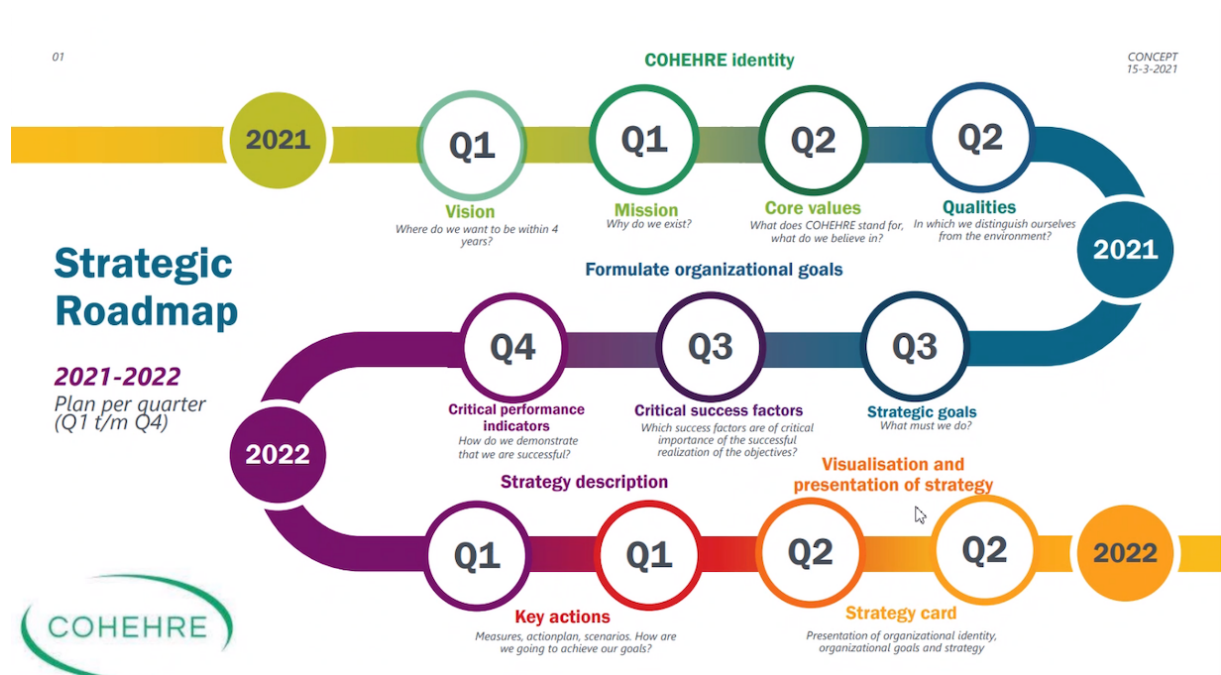 01
CONCEPT
15-3-2021
COHEHRE identity
2021
Q1
Q1
Q2
Q2
Vision
Where do we want to be within 4
years?
Mission
Why do we exist?
Core values
What does COHEHRE stand for,
what do we believe in?
Qualities
In which we distinguish ourselves
from the environment?
2021
Strategic
Roadmap
2021-2022
Plan per quarter
(Q1 t/m Q4)
Formulate organizational goals
Q4
Q3
Q3
Critical performance
indicators
How do we demonstrate
that we are successful?
Critical success factors
Which success factors are of critical
importance of the successful
realization of the objectives?
Strategic goals
What must we do?
2022
Strategy description
Visualisation and
presentation of strategy
Q1
Q1
Q2
Q2
2022
Key actions
Measures, actionplan, scenarios. How are
we going to achieve our goals?
Strategy card
Presentation of organizational identity,
organizational goals and strategy
COHEHRE